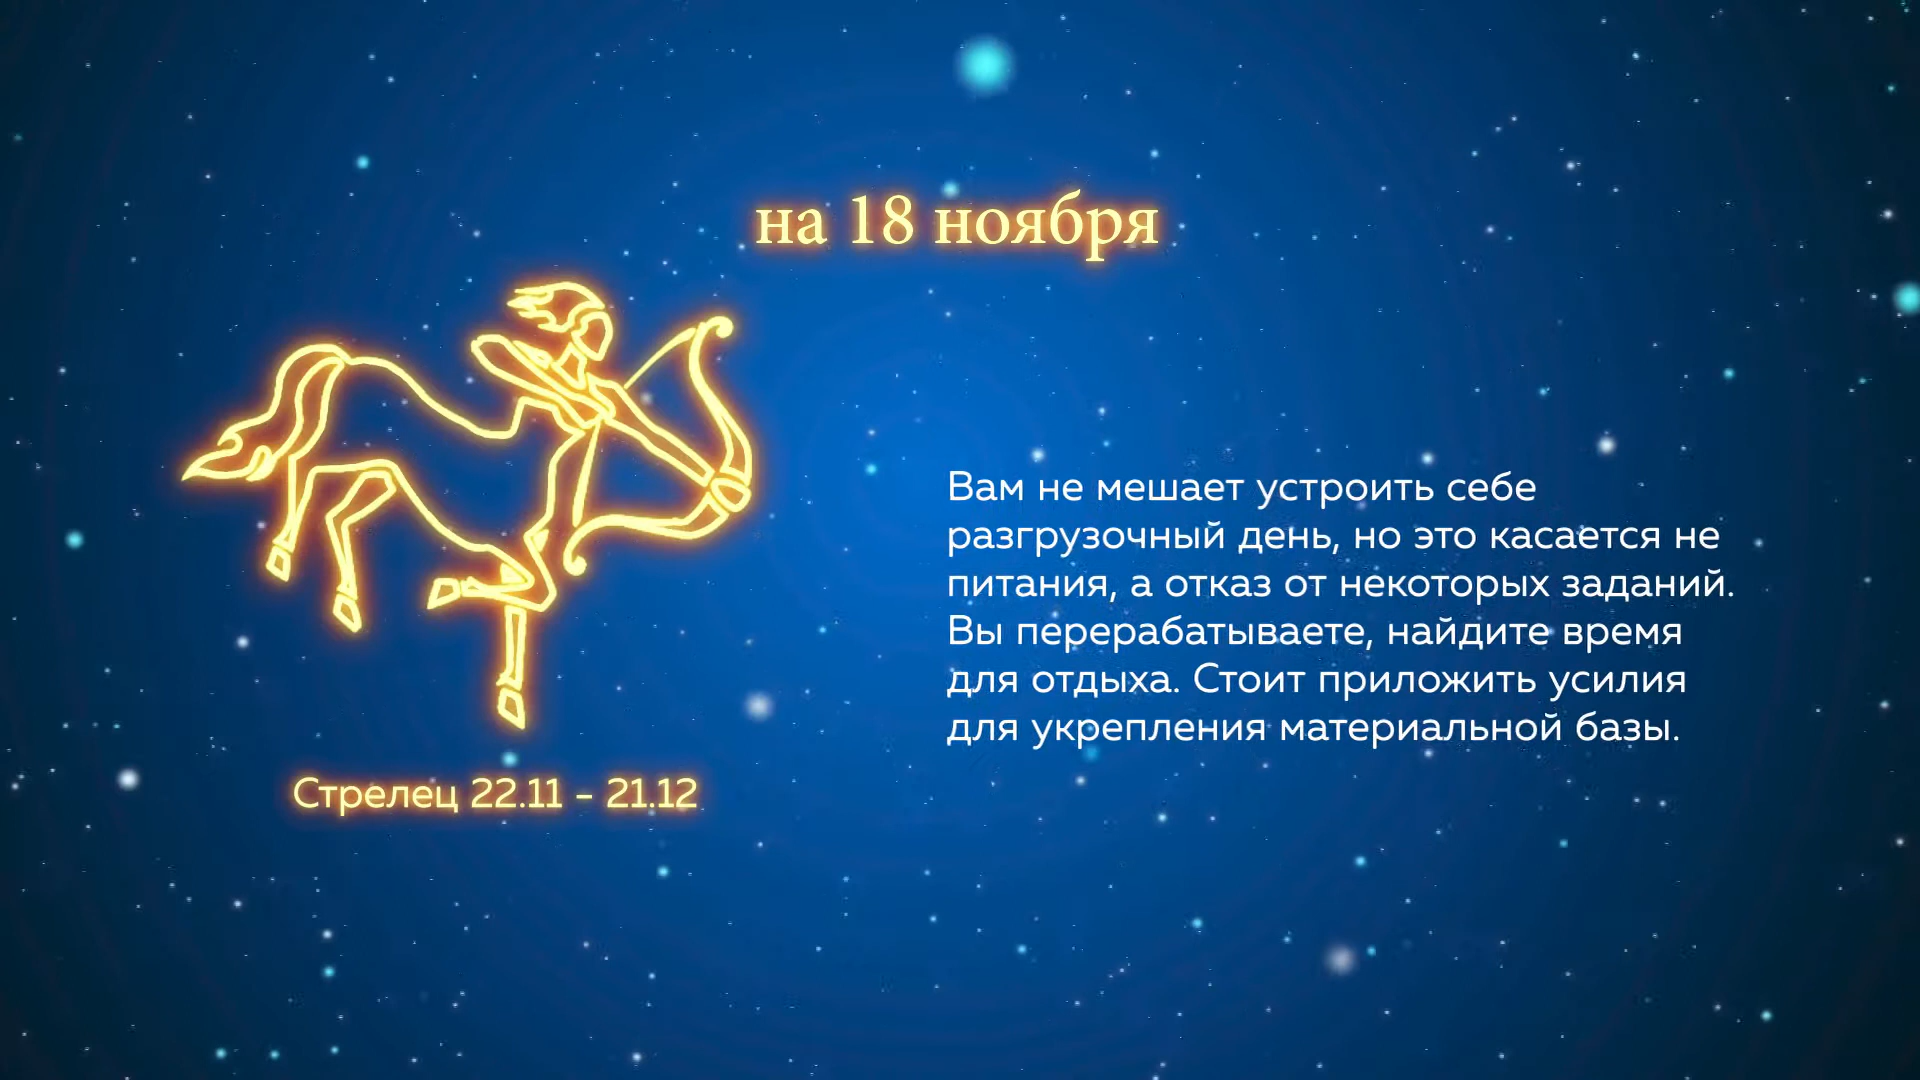 на 18 ноября
Вам не мешает устроить себе
разгрузочный день, но это касается не
питания, а отказ от некоторых заданий.
Вы перерабатываете, найдите время
для отдыха. Стоит приложить усилия
для укрепления материальной базы.
Стрелец 22.11 - 21.12